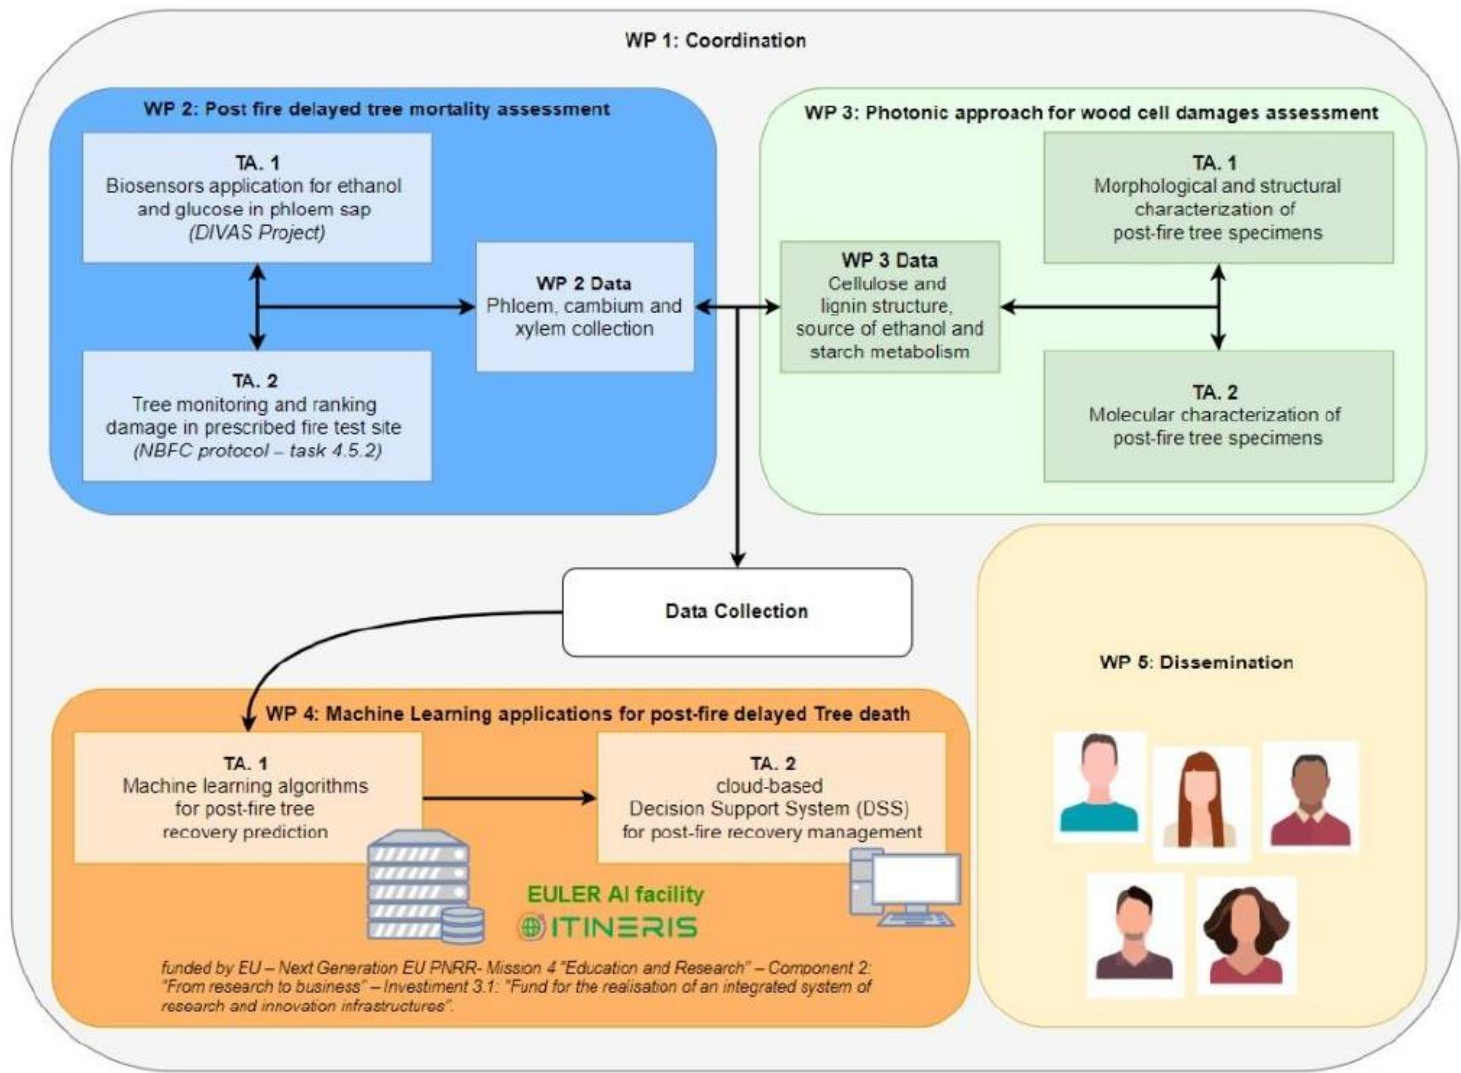 WP 1: Coordination
WP 2: Post fire delayed tree mortality assessment
TA. 1
Biosensors application for ethanol
and glucose in phloem sap
(DIVAS Project)
WP 2 Data
Phloem, cambium and
xylem collection
TA. 2
Tree monitoring and ranking
damage in prescribed fire test site
(NBFC protocol – task 4.5.2)
WP 3: Photonic approach for wood cell damages assessment
TA. 1
Morphological and structural
characterization of
post-fire tree specimens
WP 3 Data
Cellulose and
lignin structure,
source of ethanol and
starch metabolism
TA. 2
Molecular characterization of
post-fire tree specimens
Data Collection
WP 4: Machine Learning applications for post-fire delayed Tree death
TA. 1
Machine learning algorithms
for post-fire tree
recovery prediction
TA. 2
cloud-based
Decision Support System (DSS)
for post-fire recovery management
EULER AI facility
ITINERIS
funded by EU – Next Generation EU PNRR- Mission 4 "Education and Research" – Component 2:
"From research to business" – Investiment 3.1: "Fund for the realisation of an integrated system of
research and innovation infrastructures".
WP 5: Dissemination